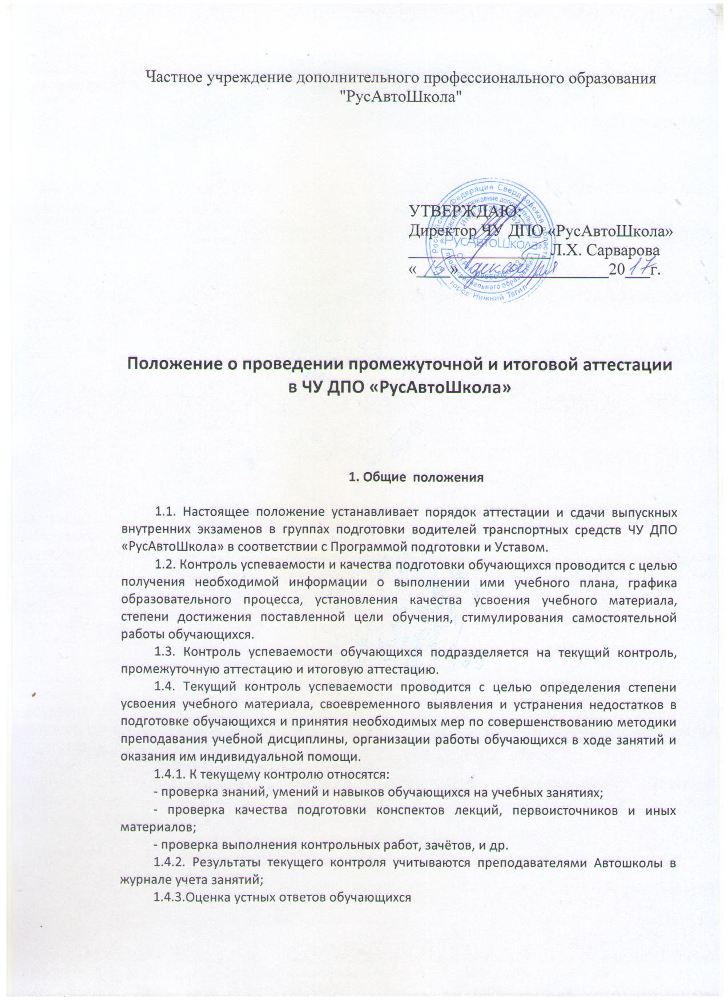 Частное учреждение дополнительного профессионального образования
"РусАвтоШкола"
УТВЕРЖДАЮ:
Директор ЧУ ДПО «РусАвтоШкола»
Л.Х. Сарварова
« » декабря 2017г.
Российская Федерация Свердловская область
Частное учреждение дополнительного
профессионального образования
«РусАвтоШкола»
город Нижний Тагил
Положение о проведении промежуточной и итоговой аттестации
в ЧУ ДПО «РусАвтоШкола»
1. Общие положения
1.1. Настоящее положение устанавливает порядок аттестации и сдачи выпускных
внутренних экзаменов в группах подготовки водителей транспортных средств ЧУ ДПО
«РусАвтоШкола» в соответствии с Программой подготовки и Уставом.
1.2. Контроль успеваемости и качества подготовки обучающихся проводится с целью
получения необходимой информации о выполнении ими учебного плана, графика
образовательного процесса, установления качества усвоения учебного материала,
степени достижения поставленной цели обучения, стимулирования самостоятельной
работы обучающихся.
1.3. Контроль успеваемости обучающихся подразделяется на текущий контроль,
промежуточную аттестацию и итоговую аттестацию.
1.4. Текущий контроль успеваемости проводится с целью определения степени
усвоения учебного материала, своевременного выявления и устранения недостатков в
подготовке обучающихся и принятия необходимых мер по совершенствованию методики
преподавания учебной дисциплины, организации работы обучающихся в ходе занятий и
оказания им индивидуальной помощи.
1.4.1. К текущему контролю относятся:
- проверка знаний, умений и навыков обучающихся на учебных занятиях;
- проверка качества подготовки конспектов лекций, первоисточников и иных
материалов;
- проверка выполнения контрольных работ, зачётов, и др.
1.4.2. Результаты текущего контроля учитываются преподавателями Автошколы в
журнале учета занятий;
1.4.3.Оценка устных ответов обучающихся